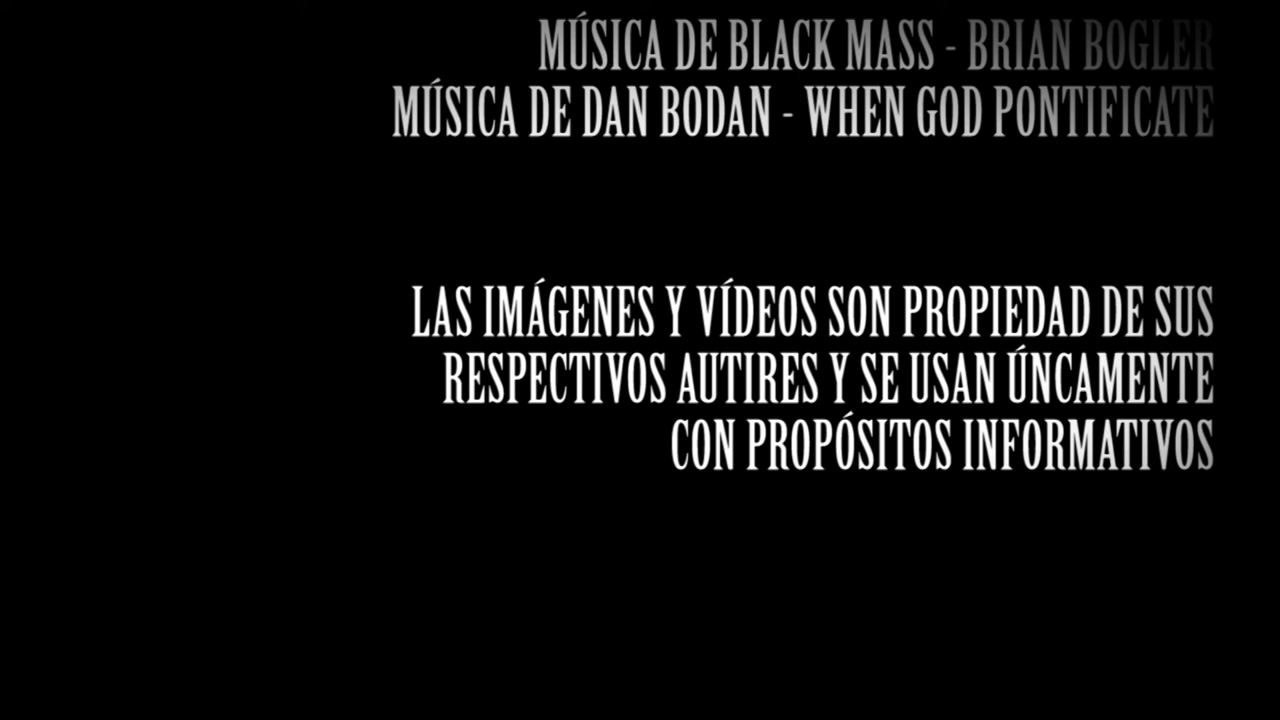 MÚSICA DE BLACK MASS - BRIAN BOGLER
MÚSICA DE DAN BODAN - WHEN GOD PONTIFICATE
LAS IMÁGENES Y VÍDEOS SON PROPIEDAD DE SUS
RESPECTIVOS AUTIRES Y SE USAN ÚNCAMENTE
CON PROPÓSITOS INFORMATIVOS